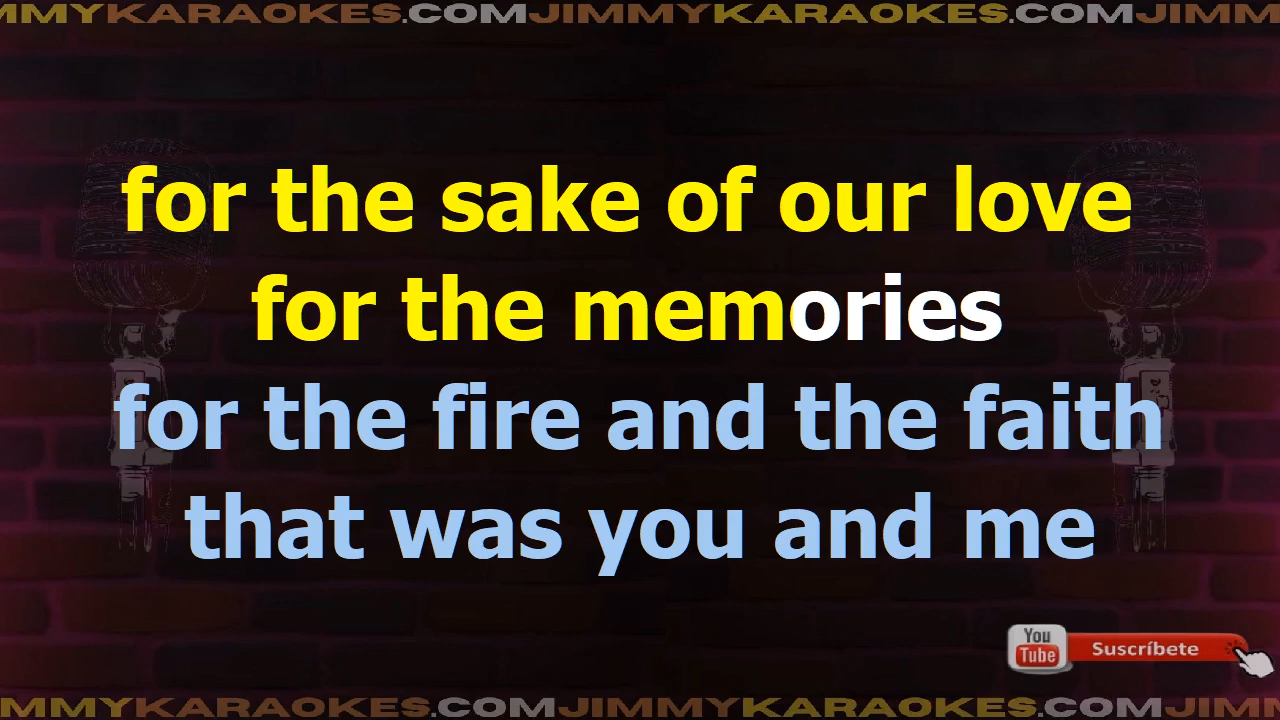 JIMMYKARAOKES.COMJIMMYKARAOKES.COMJIMM
for the sake of our love
for the memories
for the fire and the faith
that was you and me
You
Tube
Suscríbete
IMMYKARAOKES.COMJIMMYKARAOKES.COMJIMM